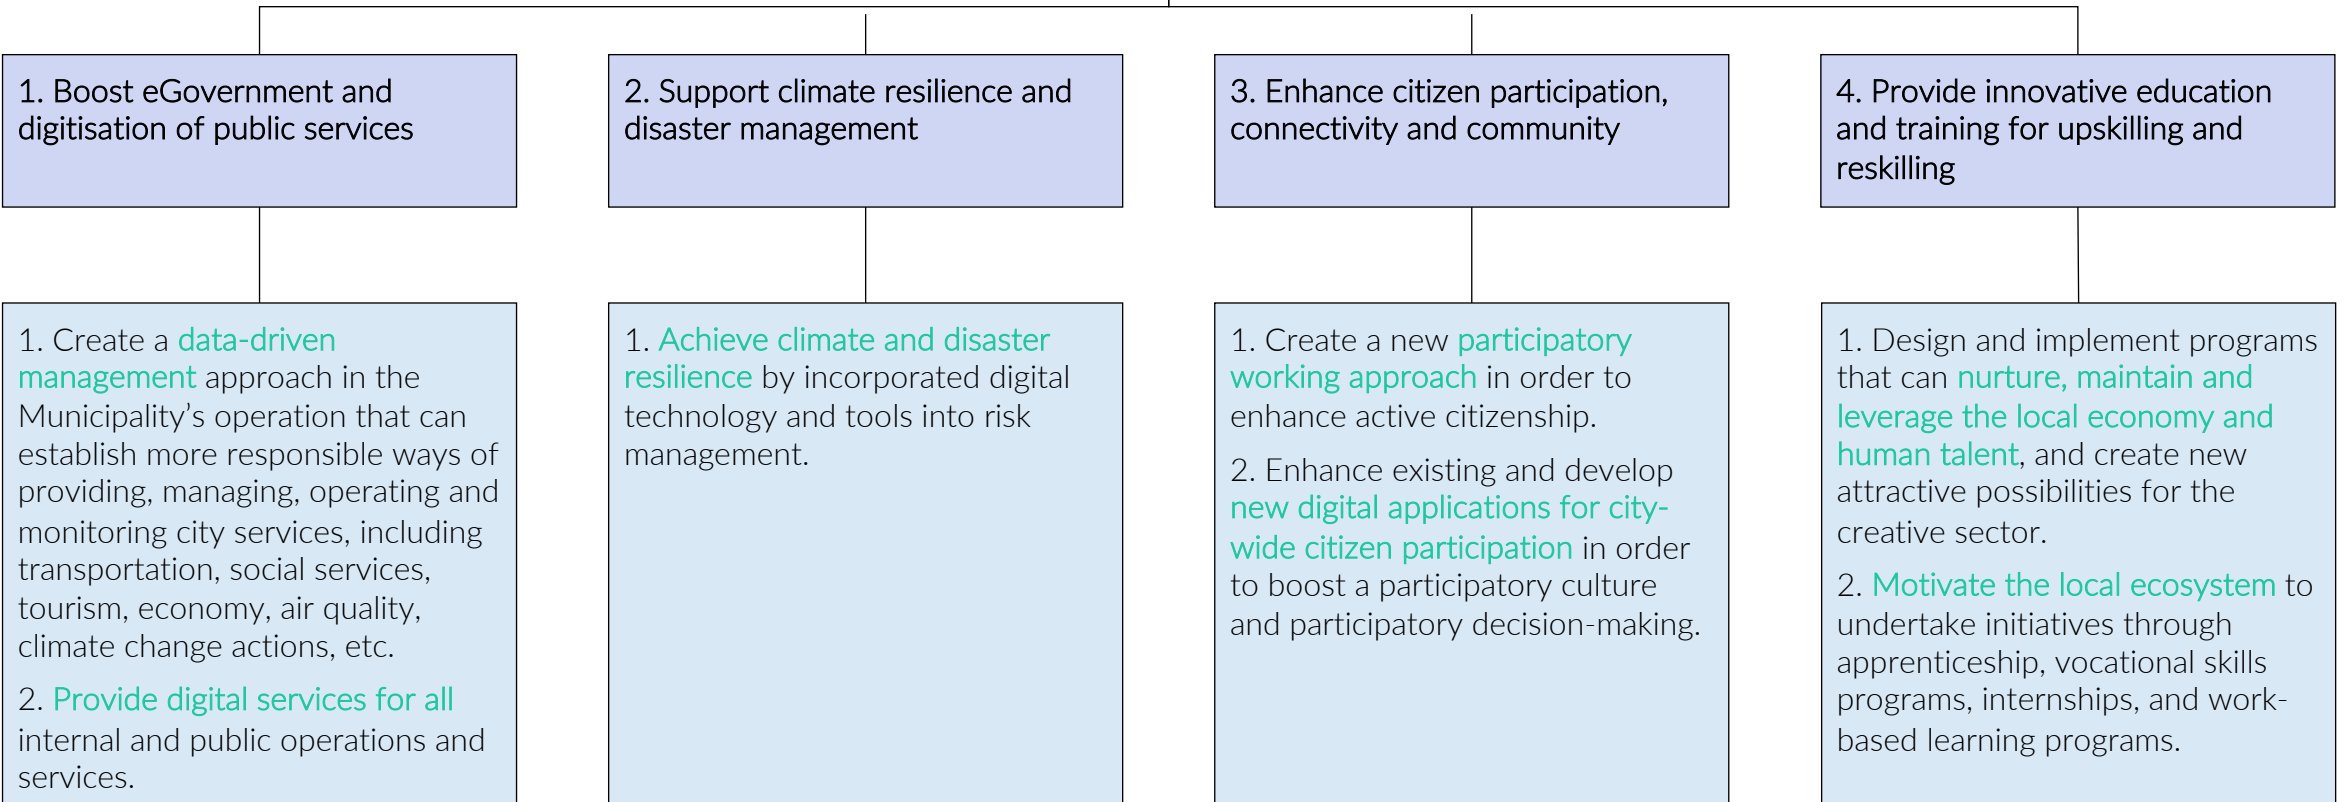 1. Boost eGovernment and
digitisation of public services
2. Support climate resilience and
disaster management
3. Enhance citizen participation,
connectivity and community
4. Provide innovative education
and training for upskilling and
reskilling
1. Create a data-driven
management approach in the
Municipality’s operation that can
establish more responsible ways of
providing, managing, operating and
monitoring city services, including
transportation, social services,
tourism, economy, air quality,
climate change actions, etc.
2. Provide digital services for all
internal and public operations and
services.
1. Achieve climate and disaster
resilience by incorporated digital
technology and tools into risk
management.
1. Create a new participatory
working approach in order to
enhance active citizenship.
2. Enhance existing and develop
new digital applications for city-
wide citizen participation in order
to boost a participatory culture
and participatory decision-making.
1. Design and implement programs
that can nurture, maintain and
leverage the local economy and
human talent, and create new
attractive possibilities for the
creative sector.
2. Motivate the local ecosystem to
undertake initiatives through
apprenticeship, vocational skills
programs, internships, and work-
based learning programs.